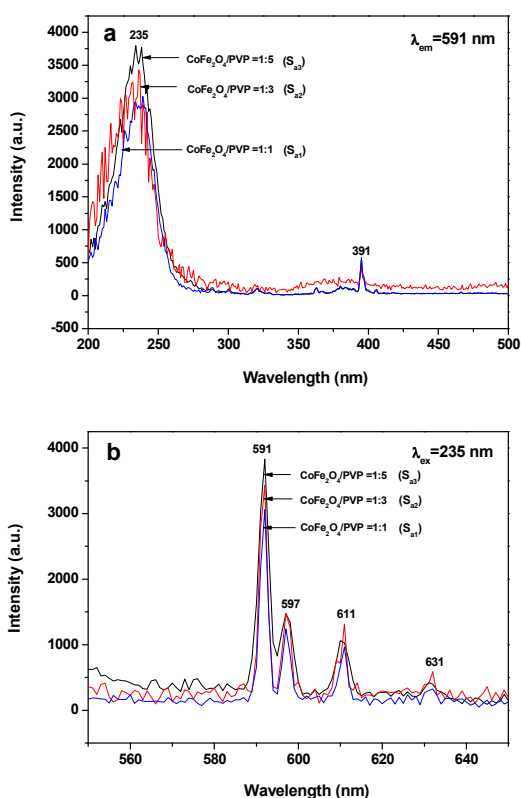 a
235
λem=591 nm
CoFe2O4/PVP =1:5 (Sa3)
CoFe2O4/PVP =1:3 (Sa2)
CoFe2O4/PVP =1:1 (Sa1)
391
4000
3500
3000
2500
2000
1500
1000
500
0
-500
Intensity (a.u.)
200 250 300 350 400 450 500
Wavelength (nm)
b
591
λex=235 nm
CoFe2O4/PVP =1:5 (Sa3)
CoFe2O4/PVP =1:3 (Sa2)
CoFe2O4/PVP =1:1 (Sa1)
597
611
631
4000
3000
2000
1000
0
Intensity (a.u.)
560 580 600 620 640
Wavelength (nm)